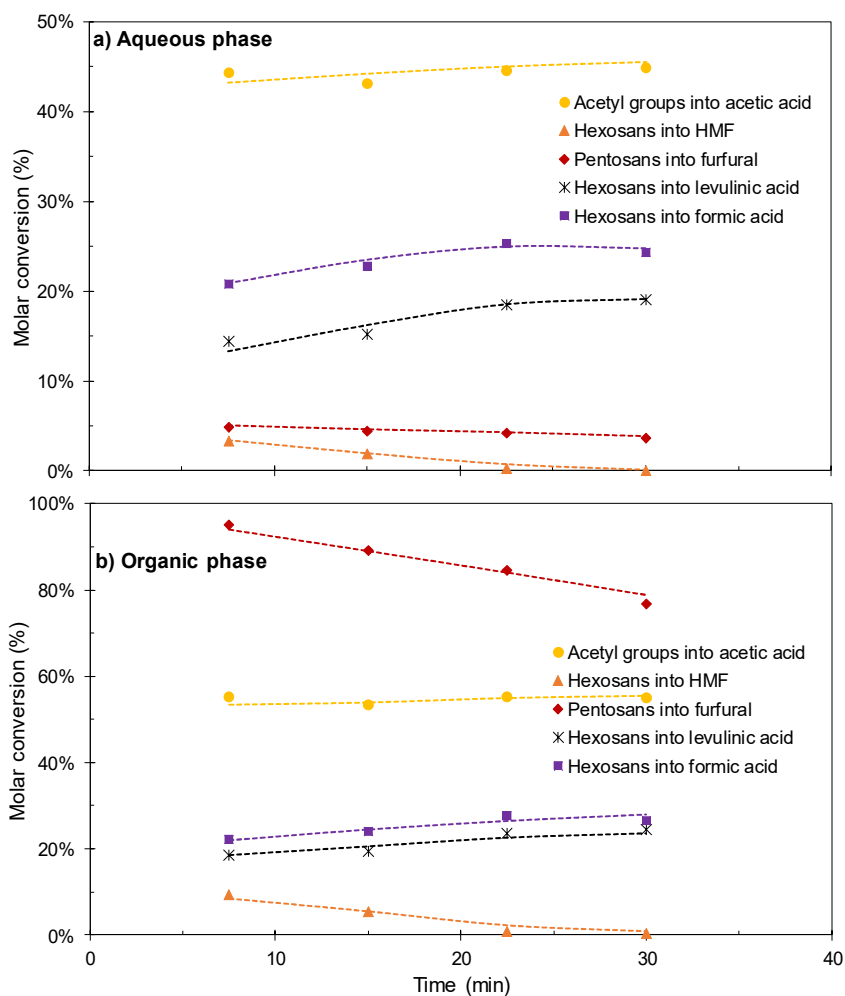 50%
a) Aqueous phase
40%
30%
20%
10%
0%
Molar conversion (%)
Acetyl groups into acetic acid
Hexosans into HMF
Pentosans into furfural
Hexosans into levulinic acid
Hexosans into formic acid
100%
b) Organic phase
80%
60%
40%
20%
0%
Molar conversion (%)
Acetyl groups into acetic acid
Hexosans into HMF
Pentosans into furfural
Hexosans into levulinic acid
Hexosans into formic acid
0 10 20 30 40
Time (min)